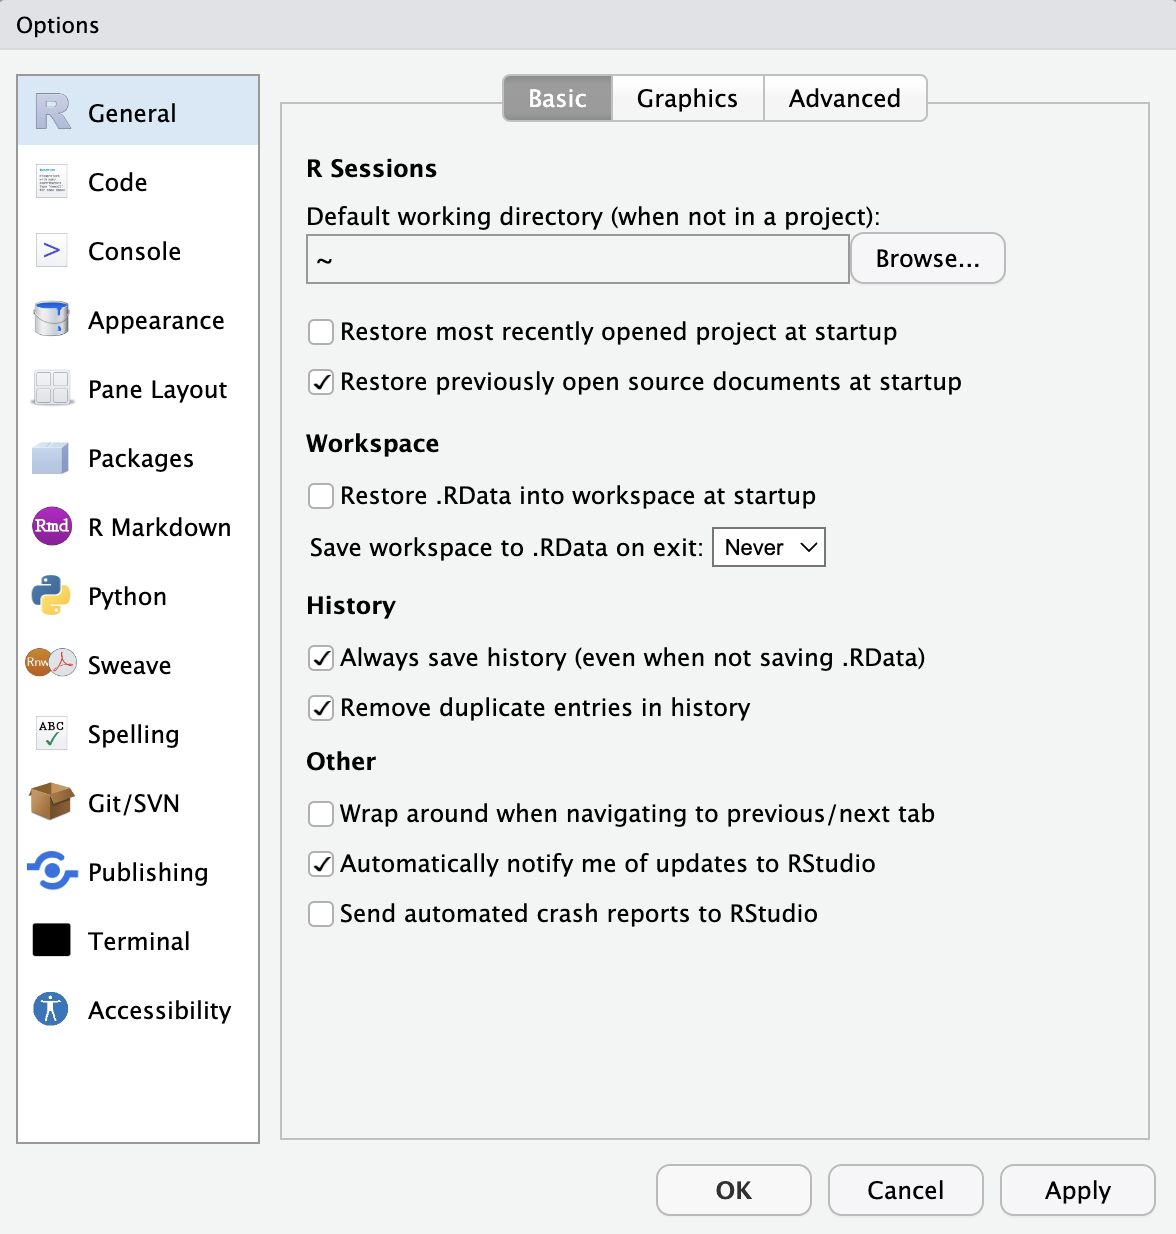 Options
General
Code
Console
Appearance
Pane Layout
Packages
Rmd R Markdown
Python
Rnw Sweave
ABC Spelling
Git/SVN
Publishing
Terminal
Accessibility
Basic Graphics Advanced
R Sessions
Default working directory (when not in a project):
~ Browse...
Restore most recently opened project at startup
Restore previously open source documents at startup
Workspace
Restore .RData into workspace at startup
Save workspace to .RData on exit: Never
History
Always save history (even when not saving .RData)
Remove duplicate entries in history
Other
Wrap around when navigating to previous/next tab
Automatically notify me of updates to RStudio
Send automated crash reports to RStudio
OK Cancel Apply